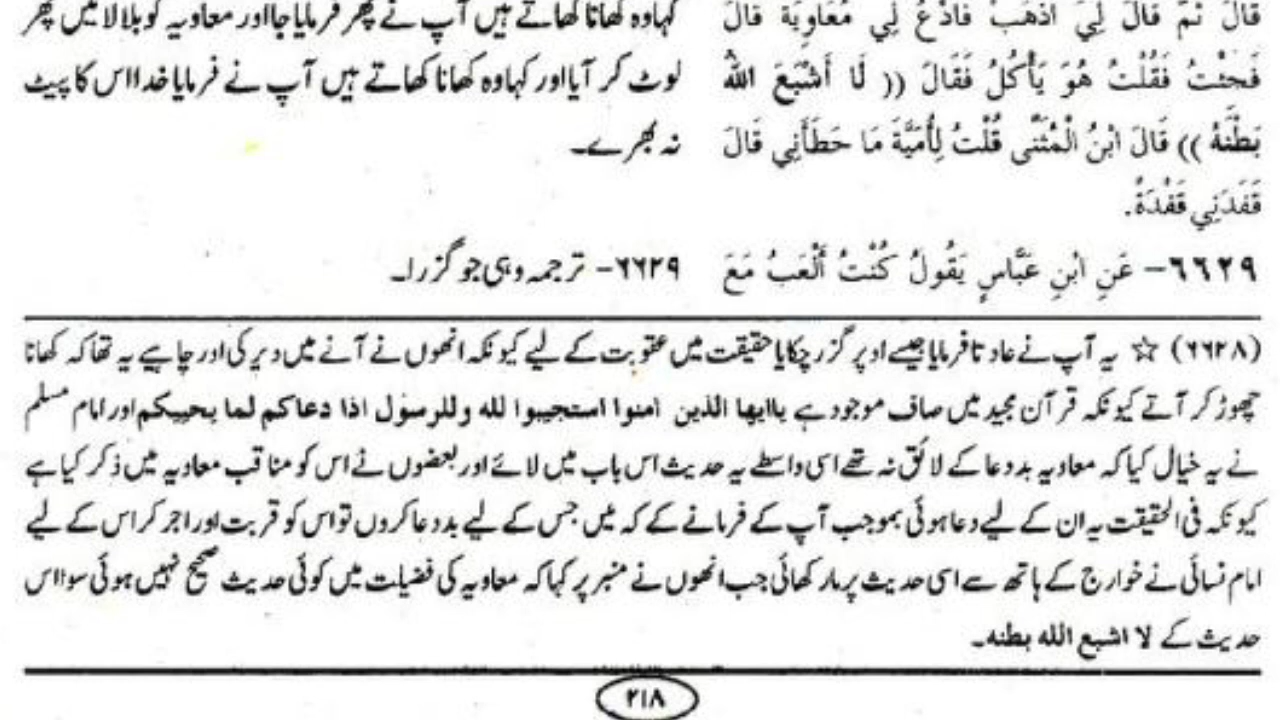 قَالَ ثُمَّ قَالَ لِيَ اذْهَبْ فَادْعُ لِي مُعَاوِيَةَ قَالَ
فَجِئْتُ فَقُلْتُ هُوَ يَأْكُلُ فَقَالَ (( لَا أَشْبَعَ اللهُ
بَطْنَهُ )) قَالَ ابْنُ الْمُثَنَّى قُلْتُ لِأُمَيَّةَ مَا حَطَأَنِي قَالَ
قَفَدَنِي قَفْدَةً.
٦٦٢٩- عَنِ ابْنِ عَبَّاسٍ يَقُولُ كُنْتُ أَلْعَبُ مَعَ
کہا وہ کھانا کھاتے ہیں آپ نے پھر فرمایا جا اور معاویہ کو بلا لا میں پھر
لوٹ کر آیا اور کہا وہ کھانا کھاتے ہیں آپ نے فرمایا خدا اس کا پیٹ
نہ بھرے۔
۶۶۲۹- ترجمہ وہی جو گزرا۔
(۶۶۲۸) ☆ یہ آپ نے عادتا فرمایا جیسے اوپر گزر چکا یا حقیقت میں عقوبت کے لیے کیونکہ انھوں نے آنے میں دیر کی اور چاہیے یہ تھا کہ کھانا
چھوڑ کر آتے کیونکہ قرآن مجید میں صاف موجود ہے یاایها الذین امنوا استجیبوا لله وللرسول اذا دعاکم لما یحییکم اور امام مسلم
نے یہ خیال کیا کہ معاویہ بددعا کے لائق نہ تھے اسی واسطے یہ حدیث اس باب میں لائے اور بعضوں نے اس کو مناقب معاویہ میں ذکر کیا ہے
کیونکہ فی الحقیقت یہ ان کے لیے دعا ہوئی بموجب آپ کے فرمانے کے کہ میں جس کے لیے بددعا کروں تو اس کو قربت اور اجر کر اس کے لیے
امام نسائی نے خوارج کے ہاتھ سے اسی حدیث پر مار کھائی جب انھوں نے منبر پر کہا کہ معاویہ کی فضیلت میں کوئی حدیث صحیح نہیں ہوئی سوا اس
حدیث کے لا اشبع الله بطنه۔
۲۱۸